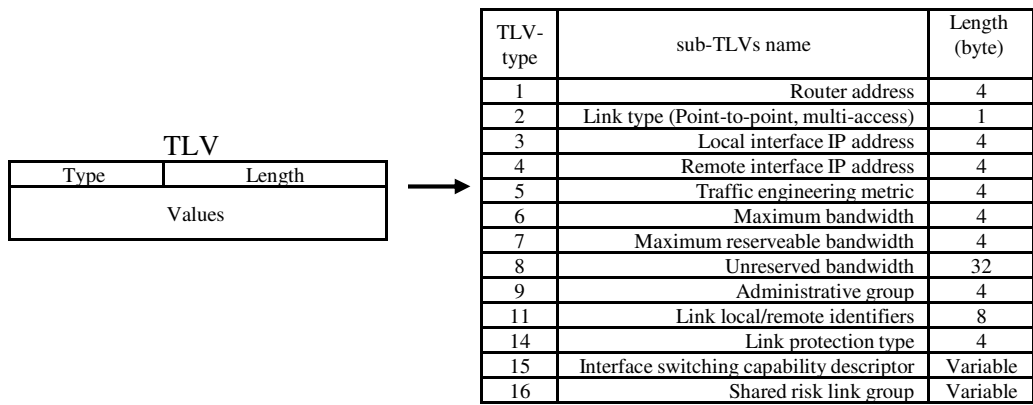 TLV
Type Length
Values
TLV-type sub-TLVs name Length (byte)
1 Router address 4
2 Link type (Point-to-point, multi-access) 1
3 Local interface IP address 4
4 Remote interface IP address 4
5 Traffic engineering metric 4
6 Maximum bandwidth 4
7 Maximum reserveable bandwidth 4
8 Unreserved bandwidth 32
9 Administrative group 4
11 Link local/remote identifiers 8
14 Link protection type 4
15 Interface switching capability descriptor Variable
16 Shared risk link group Variable